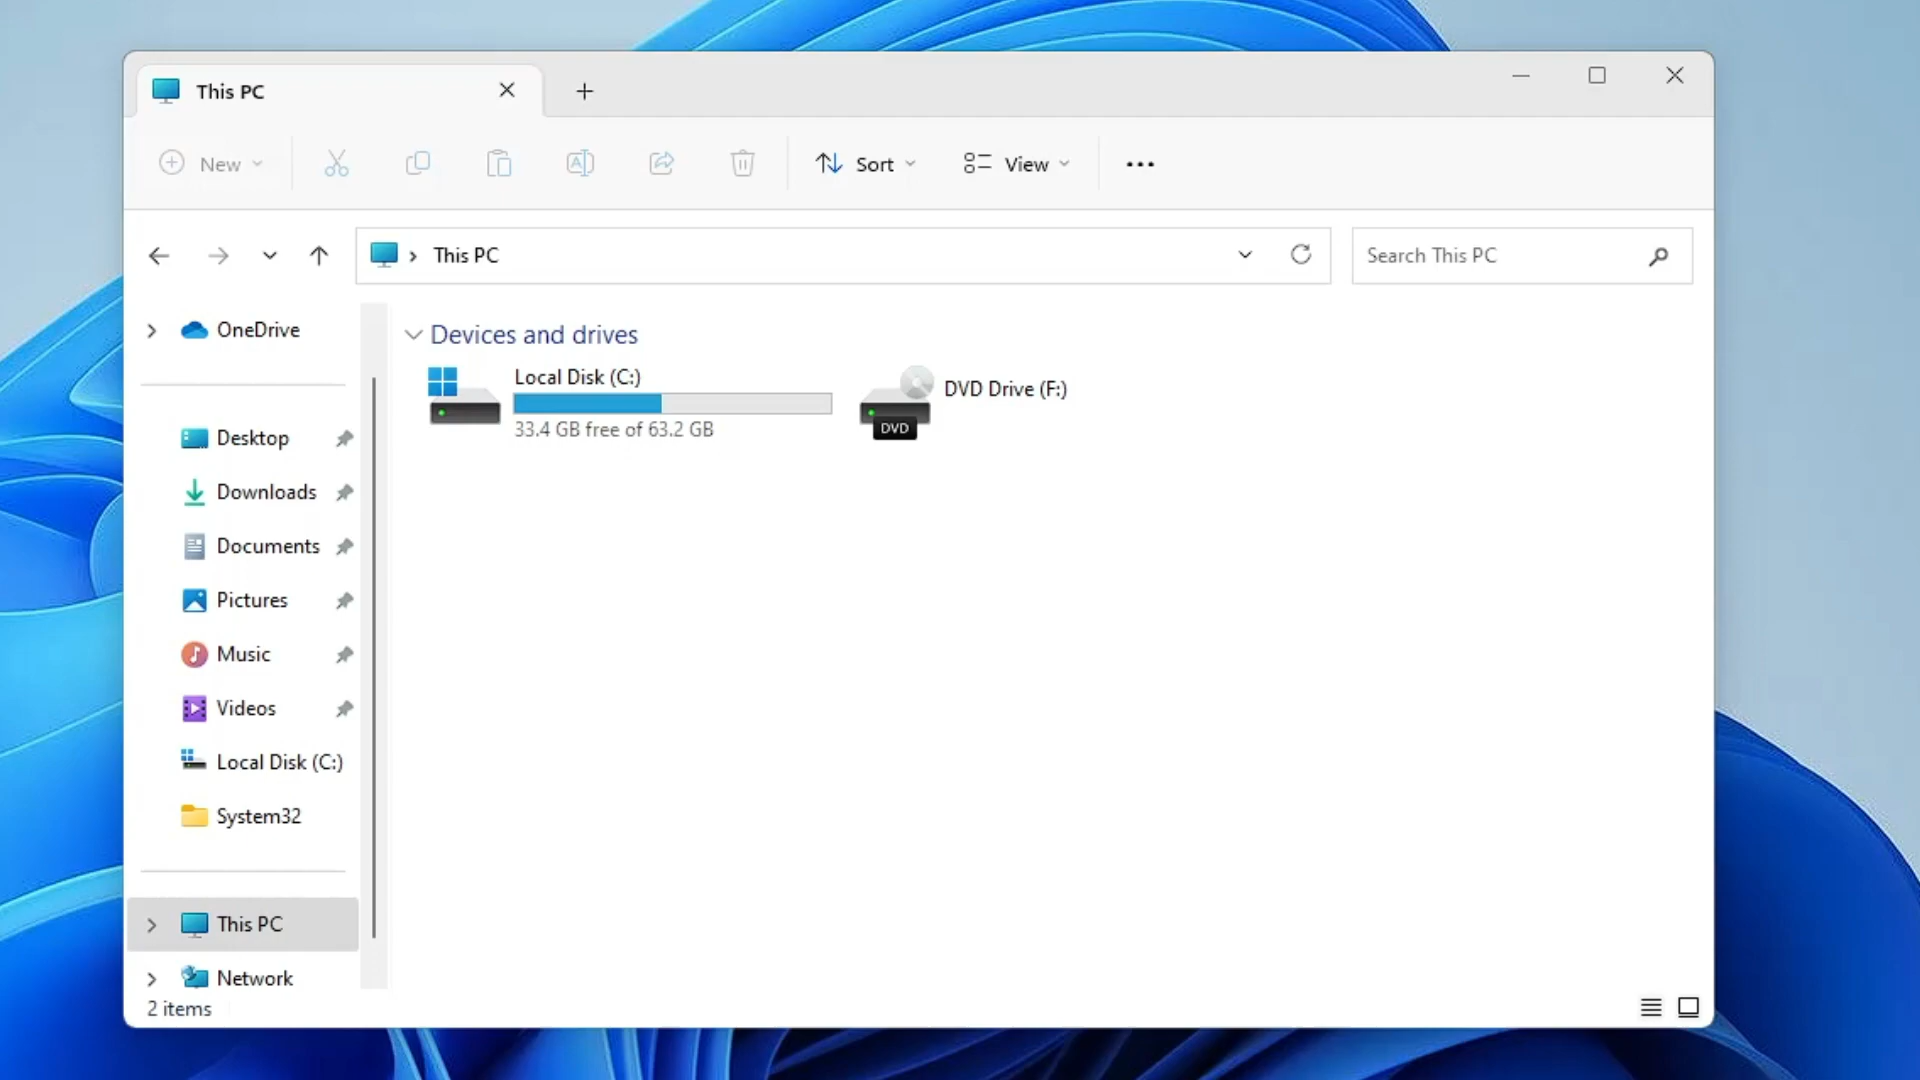 This PC
New
Sort
View
This PC
Search This PC
OneDrive
Desktop
Downloads
Documents
Pictures
Music
Videos
Local Disk (C:)
System32
This PC
Network
Devices and drives
Local Disk (C:)
33.4 GB free of 63.2 GB
DVD Drive (F:)
DVD
2 items